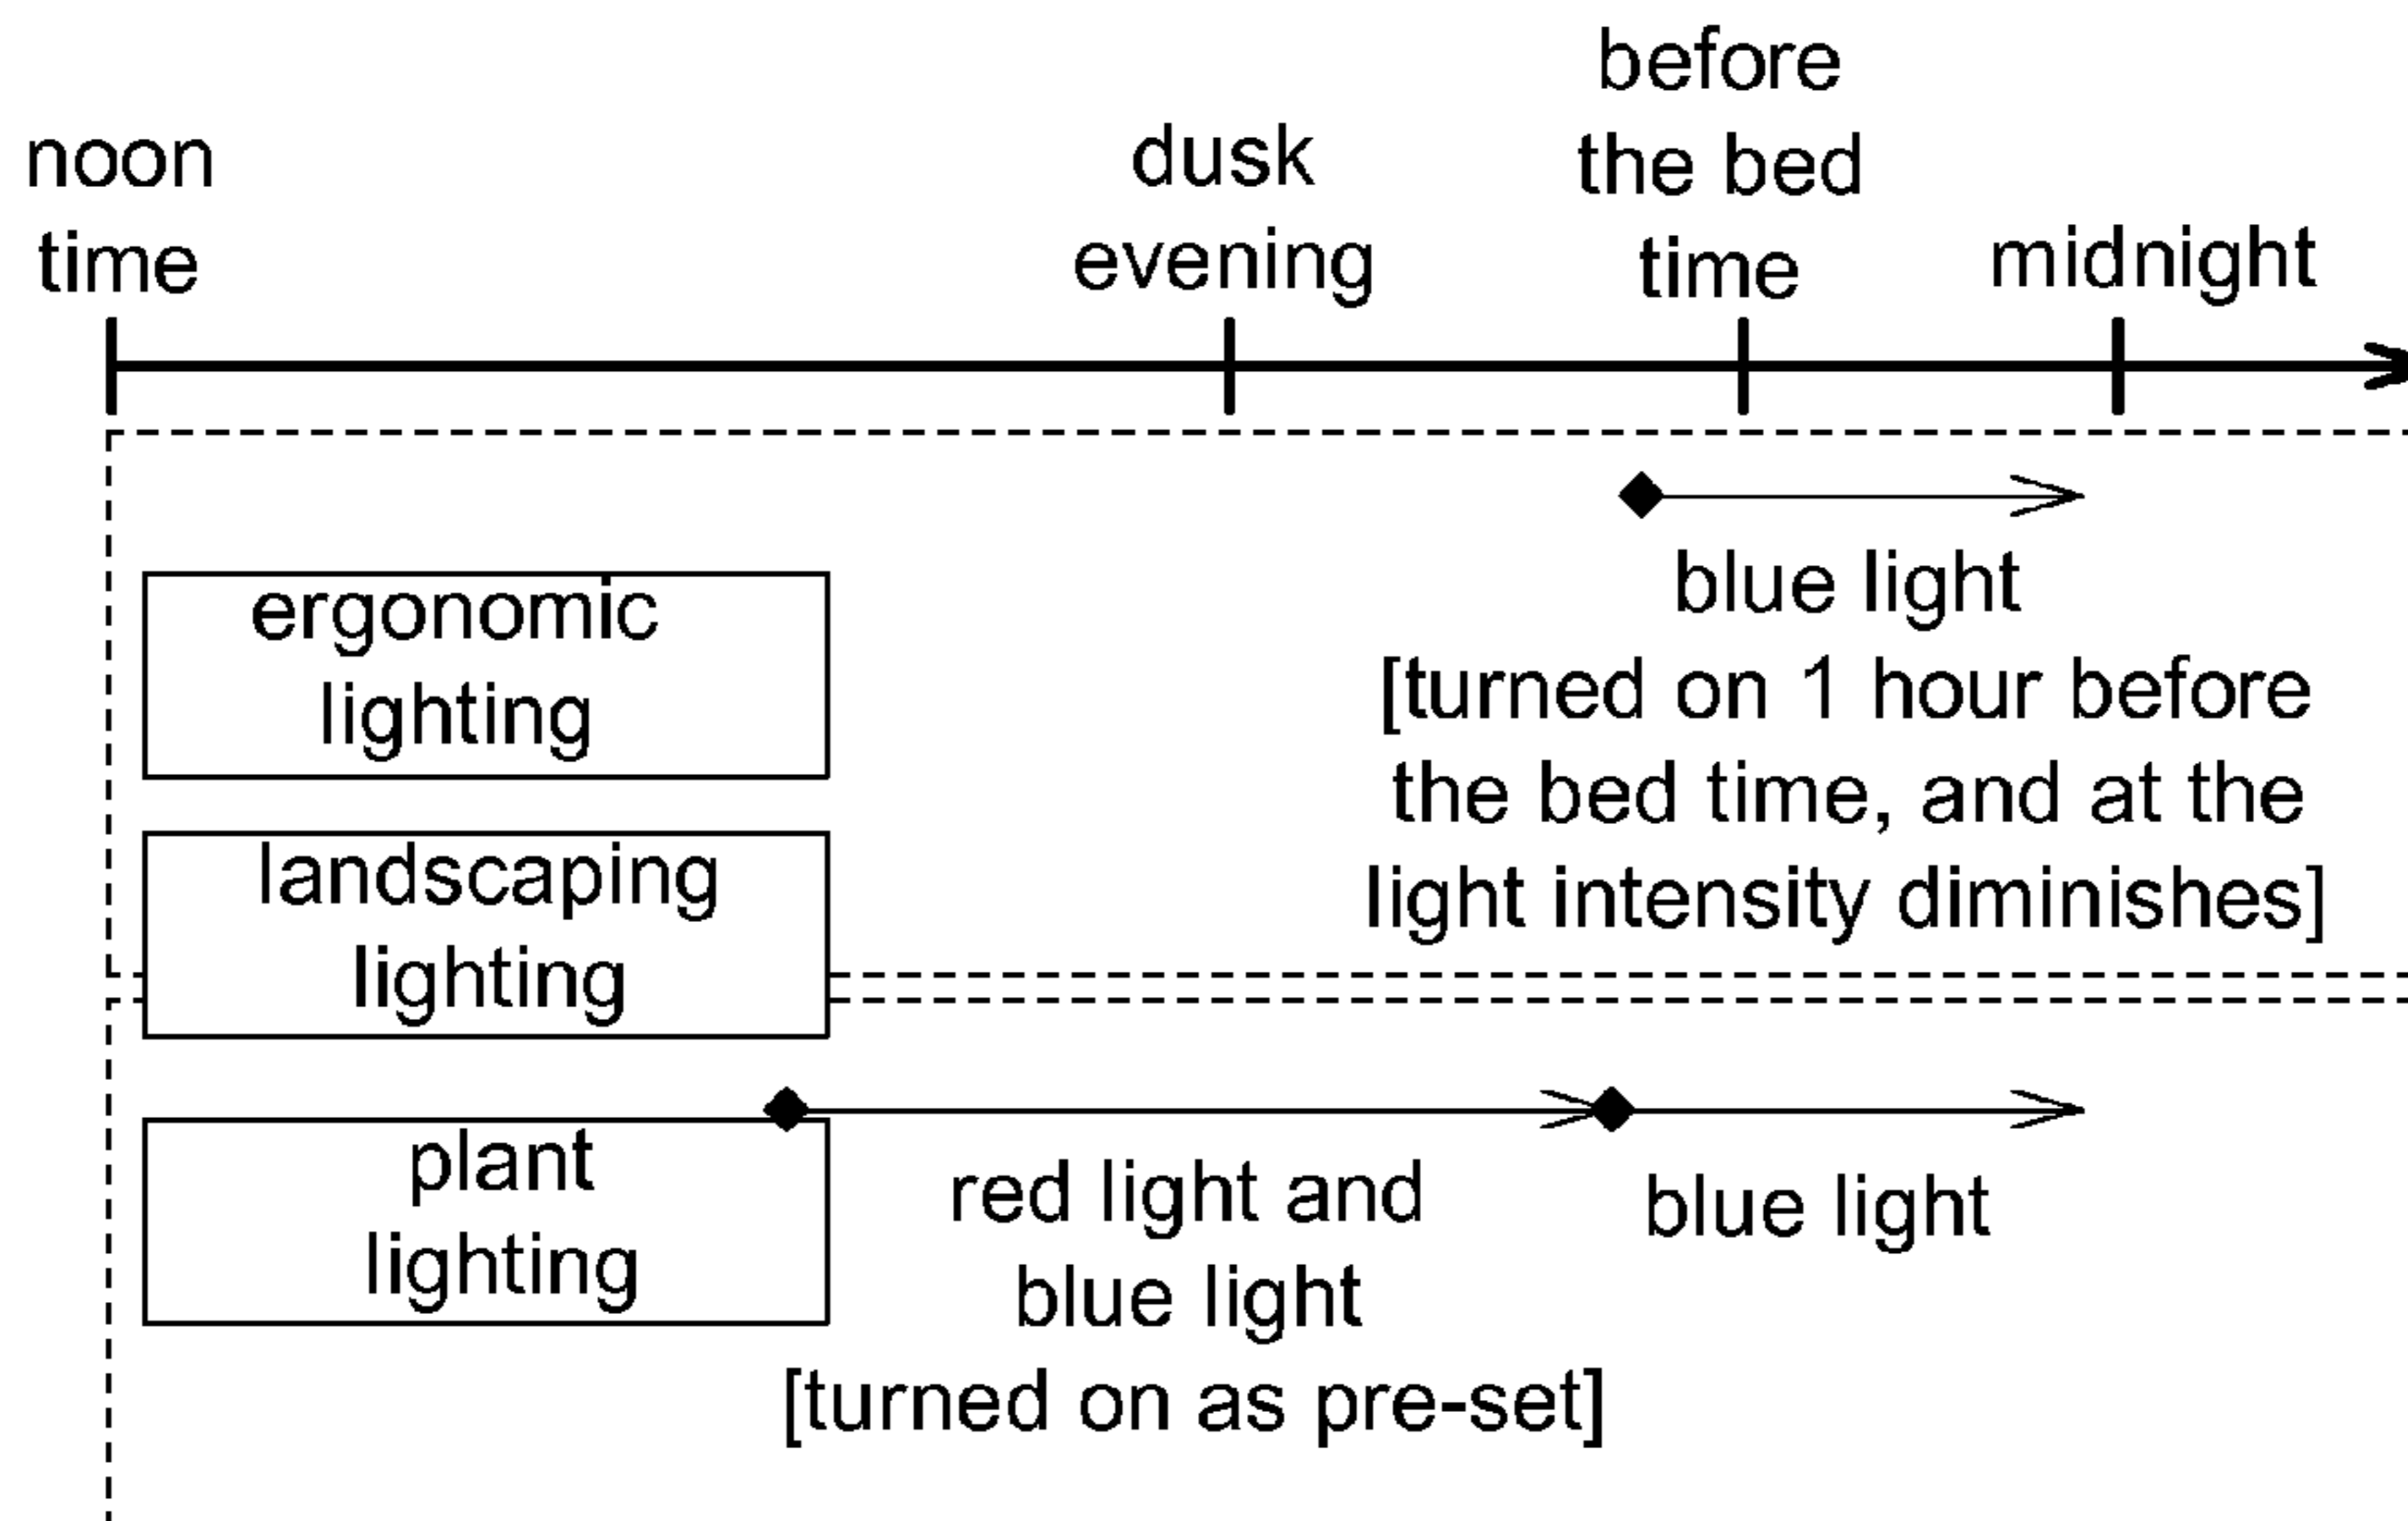 noon
time
dusk
evening
before
the bed
time
midnight
ergonomic
lighting
blue light
[turned on 1 hour before
the bed time, and at the
light intensity diminishes]
landscaping
lighting
plant
lighting
red light and
blue light
[turned on as pre-set]
blue light